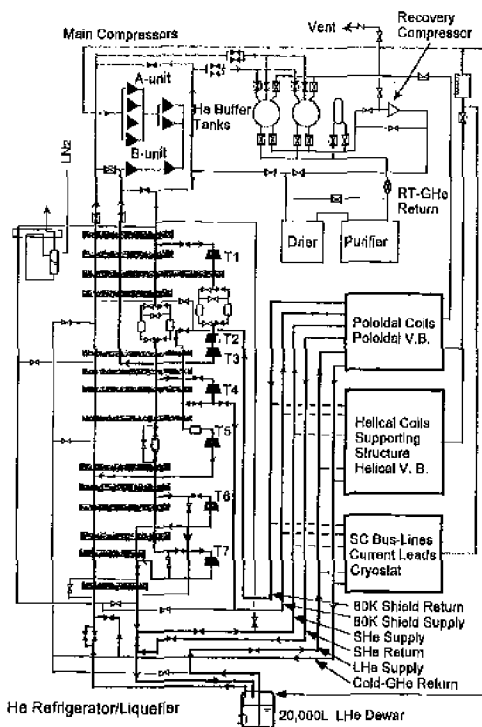 Main Compressors
Vent
Recovery
Compressor
A-unit
He Buffer
Tanks
B-unit
LN2
RT-GHe
Return
Drier
Purifier
T1
T2
T3
T4
T5
T6
T7
Poloidal Coils
Poloidal V.B.
Helical Coils
Supporting
Structure
Helical V. B.
SC Bus-Lines
Current Leads
Cryostat
80K Shield Return
80K Shield Supply
SHe Supply
SHe Return
LHe Supply
Cold-GHe Return
He Refrigerator/Liquefier
20,000L LHe Dewar